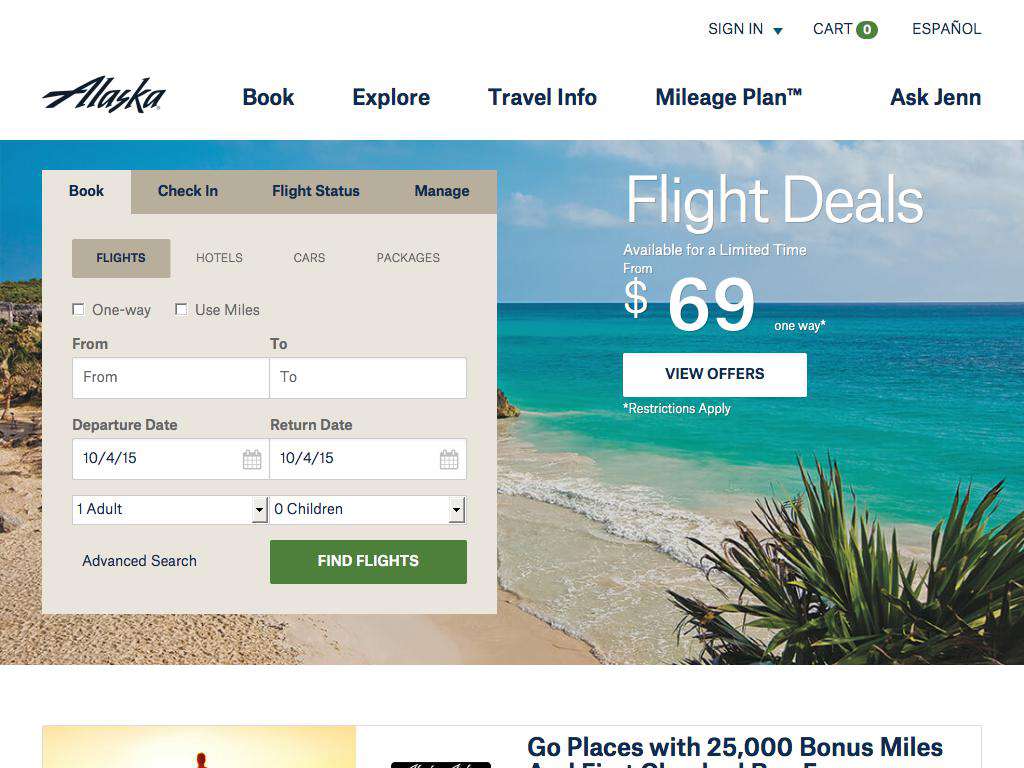 SIGN IN CART 0 ESPAÑOL
Alaska
Book Explore Travel Info Mileage Plan™ Ask Jenn
Book Check In Flight Status Manage
FLIGHTS HOTELS CARS PACKAGES
One-way Use Miles
From To
From To
Departure Date Return Date
10/4/15 10/4/15
1 Adult 0 Children
Advanced Search FIND FLIGHTS
Flight Deals
Available for a Limited Time
From
$ 69 one way*
VIEW OFFERS
*Restrictions Apply
Go Places with 25,000 Bonus Miles